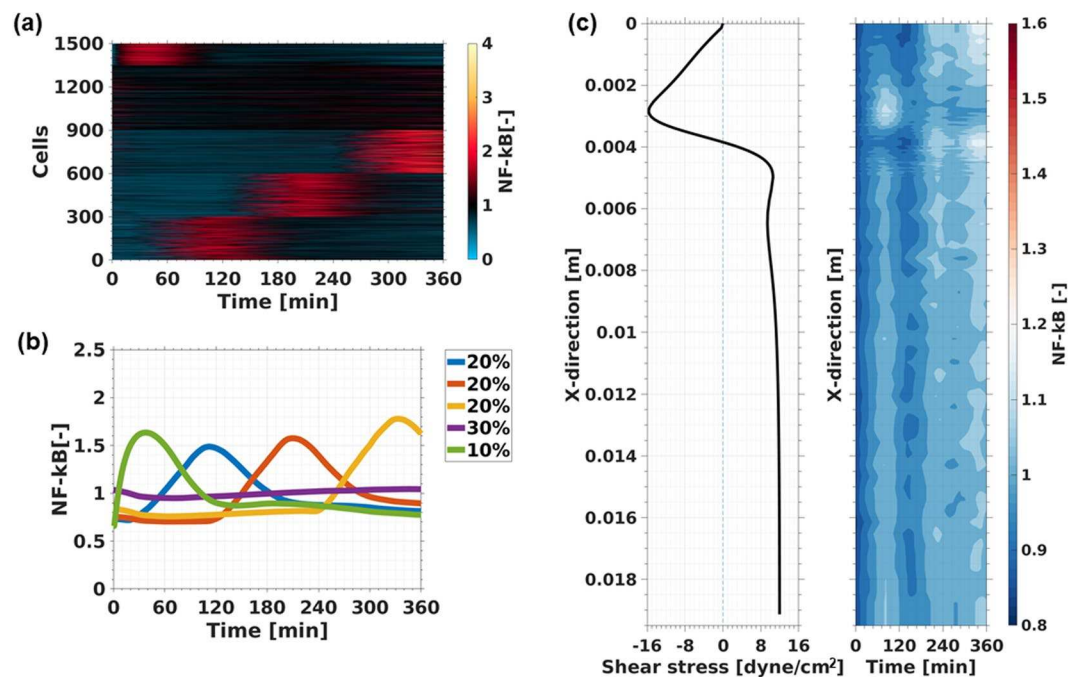 (a)
1500
1200
900
600
300
0
Cells
0 60 120 180 240 300 360
Time [min]
4
3
2
1
0
NF-kB[-]
(b)
2.5
2
1.5
1
0.5
0
NF-kB[-]
0 60 120 180 240 300 360
Time [min]
20%
20%
20%
30%
10%
(c)
0
0.002
0.004
0.006
0.008
0.01
0.012
0.014
0.016
0.018
X-direction [m]
-16 -8 0 8 16
Shear stress [dyne/cm²]
X-direction [m]
0 120 240 360
Time [min]
1.6
1.5
1.4
1.3
1.2
1.1
1
0.9
0.8
NF-kB [-]